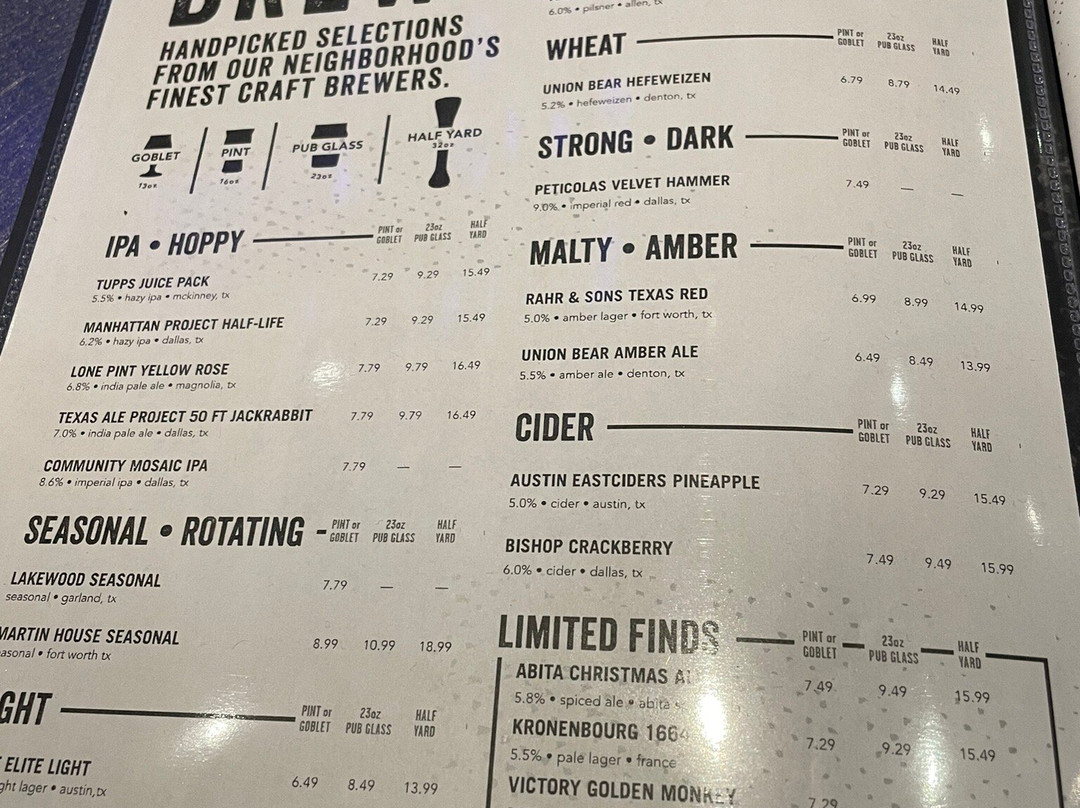 HANDPICKED SELECTIONS
FROM OUR NEIGHBORHOOD'S
FINEST CRAFT BREWERS.
GOBLET
13oz
PINT
16oz
PUB GLASS
23oz
HALF YARD
32oz
IPA • HOPPY PINT or GOBLET 23oz PUB GLASS HALF YARD
TUPPS JUICE PACK 7.29 9.29 15.49
5.5% • hazy ipa • mckinney, tx
MANHATTAN PROJECT HALF-LIFE 7.29 9.29 15.49
6.2% • hazy ipa • dallas, tx
LONE PINT YELLOW ROSE 7.79 9.79 16.49
6.8% • india pale ale • magnolia, tx
TEXAS ALE PROJECT 50 FT JACKRABBIT 7.79 9.79 16.49
7.0% • india pale ale • dallas, tx
COMMUNITY MOSAIC IPA 7.79 — —
8.6% • imperial ipa • dallas, tx
SEASONAL • ROTATING PINT or GOBLET 23oz PUB GLASS HALF YARD
LAKEWOOD SEASONAL 7.79 — —
seasonal • garland, tx
MARTIN HOUSE SEASONAL 8.99 10.99 18.99
asonal • fort worth tx
GHT PINT or GOBLET 23oz PUB GLASS HALF YARD
ELITE LIGHT 6.49 8.49 13.99
ght lager • austin,tx
6.0% • pilsner • allen, tx
WHEAT PINT or GOBLET 23oz PUB GLASS HALF YARD
UNION BEAR HEFEWEIZEN 6.79 8.79 14.49
5.2% • hefeweizen • denton, tx
STRONG • DARK PINT or GOBLET 23oz PUB GLASS HALF YARD
PETICOLAS VELVET HAMMER 7.49 — —
9.0% • imperial red • dallas, tx
MALTY • AMBER PINT or GOBLET 23oz PUB GLASS HALF YARD
RAHR & SONS TEXAS RED 6.99 8.99 14.99
5.0% • amber lager • fort worth, tx
UNION BEAR AMBER ALE 6.49 8.49 13.99
5.5% • amber ale • denton, tx
CIDER PINT or GOBLET 23oz PUB GLASS HALF YARD
AUSTIN EASTCIDERS PINEAPPLE 7.29 9.29 15.49
5.0% • cider • austin, tx
BISHOP CRACKBERRY 7.49 9.49 15.99
6.0% • cider • dallas, tx
LIMITED FINDS PINT or GOBLET 23oz PUB GLASS HALF YARD
ABITA CHRISTMAS 7.49 9.49 15.99
5.8% • spiced ale • abita
KRONENBOURG 1664 7.29 9.29 15.49
5.5% • pale lager • france
VICTORY GOLDEN MONKEY 7.29